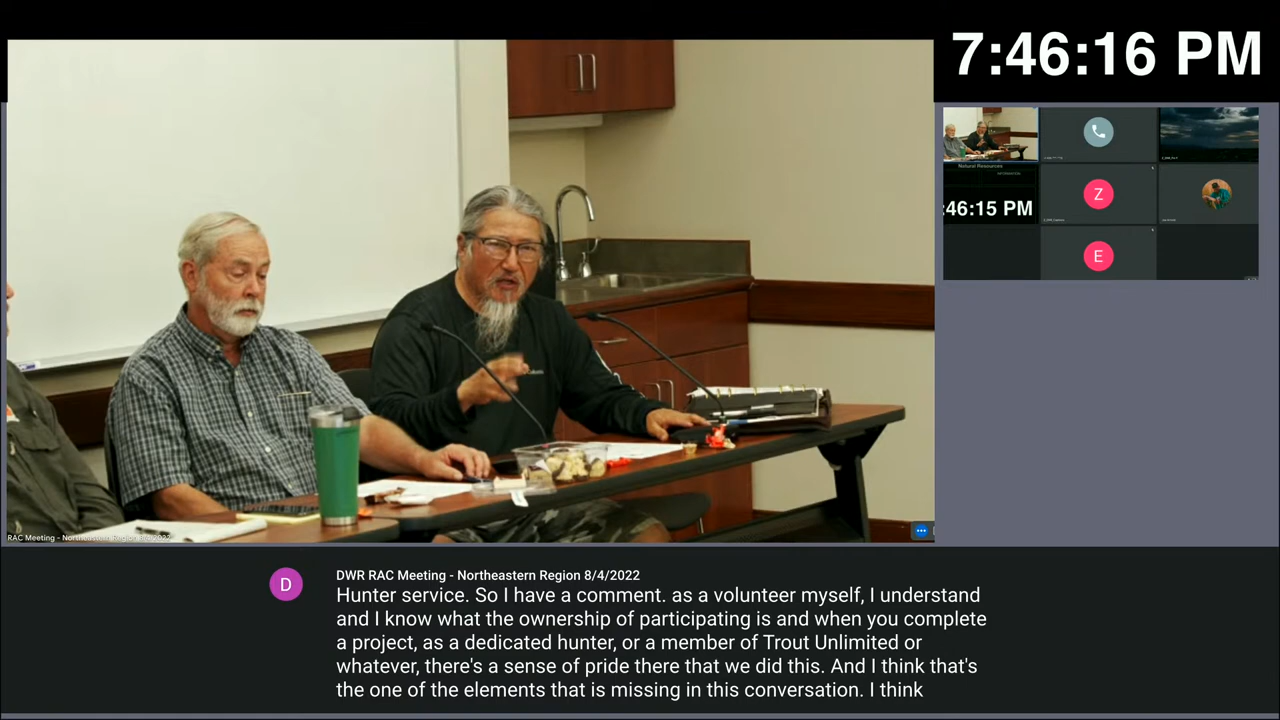 7:46:16 PM
Natural Resources
:46:15 PM
Z
E
RAC Meeting - Northeastern Region 8/4/2022
D
DWR RAC Meeting - Northeastern Region 8/4/2022
Hunter service. So I have a comment. as a volunteer myself, I understand
and I know what the ownership of participating is and when you complete
a project, as a dedicated hunter, or a member of Trout Unlimited or
whatever, there's a sense of pride there that we did this. And I think that's
the one of the elements that is missing in this conversation. I think